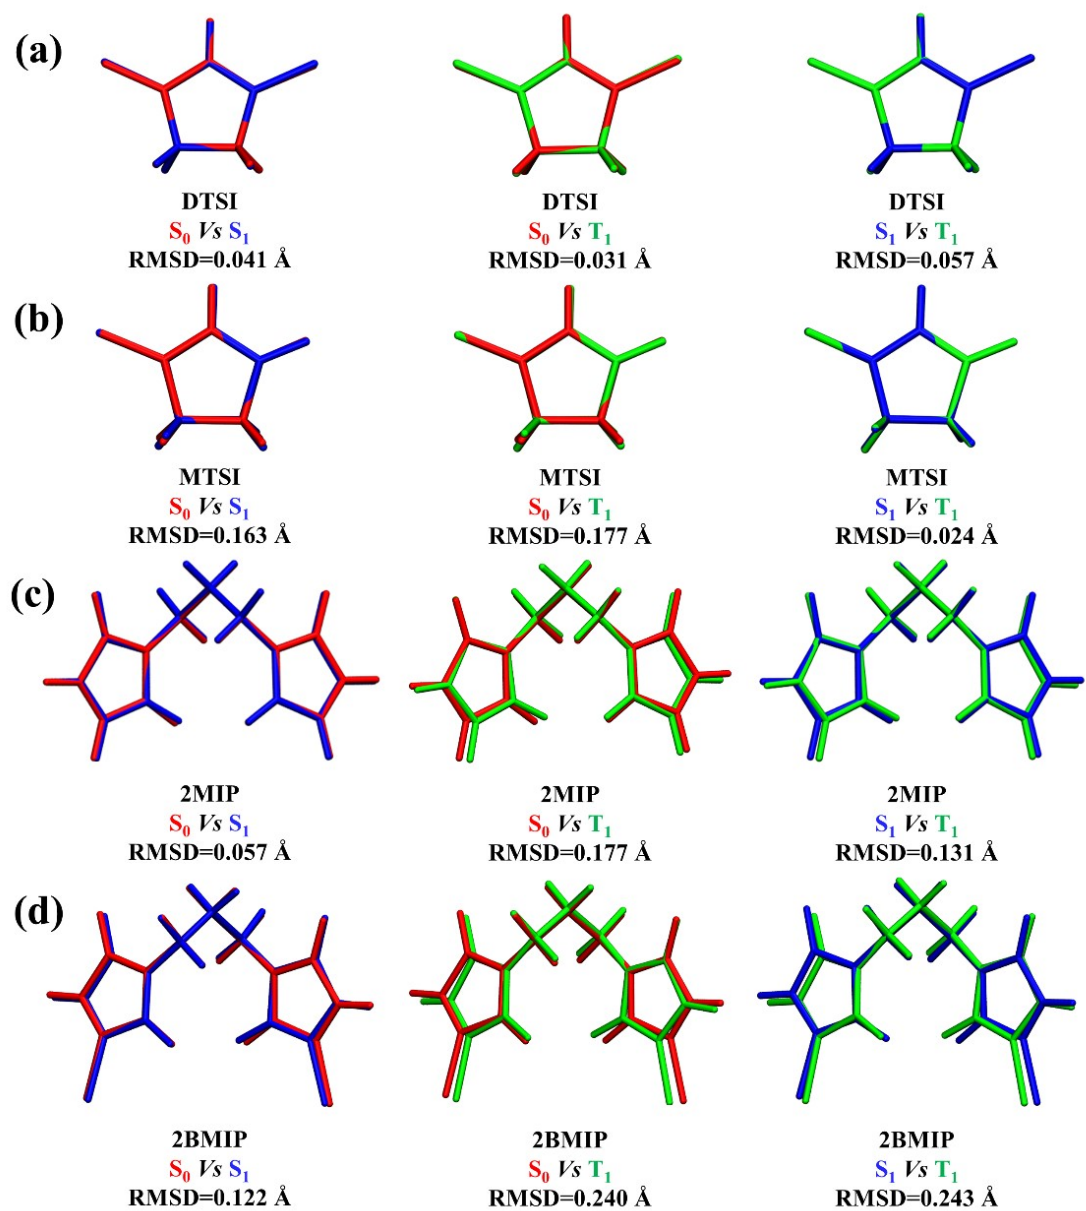 (a)
DTSI DTSI DTSI
S₀ Vs S₁ S₀ Vs T₁ S₁ Vs T₁
RMSD=0.041 Å RMSD=0.031 Å RMSD=0.057 Å
(b)
MTSI MTSI MTSI
S₀ Vs S₁ S₀ Vs T₁ S₁ Vs T₁
RMSD=0.163 Å RMSD=0.177 Å RMSD=0.024 Å
(c)
2MIP 2MIP 2MIP
S₀ Vs S₁ S₀ Vs T₁ S₁ Vs T₁
RMSD=0.057 Å RMSD=0.177 Å RMSD=0.131 Å
(d)
2BMIP 2BMIP 2BMIP
S₀ Vs S₁ S₀ Vs T₁ S₁ Vs T₁
RMSD=0.122 Å RMSD=0.240 Å RMSD=0.243 Å